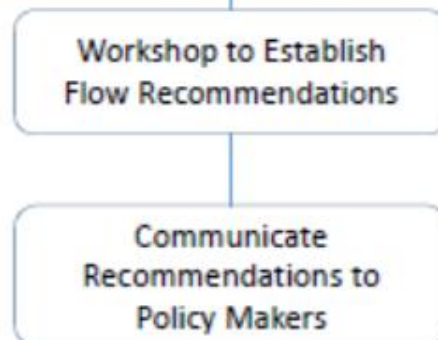 Workshop to Establish
Flow Recommendations
Communicate
Recommendations to
Policy Makers